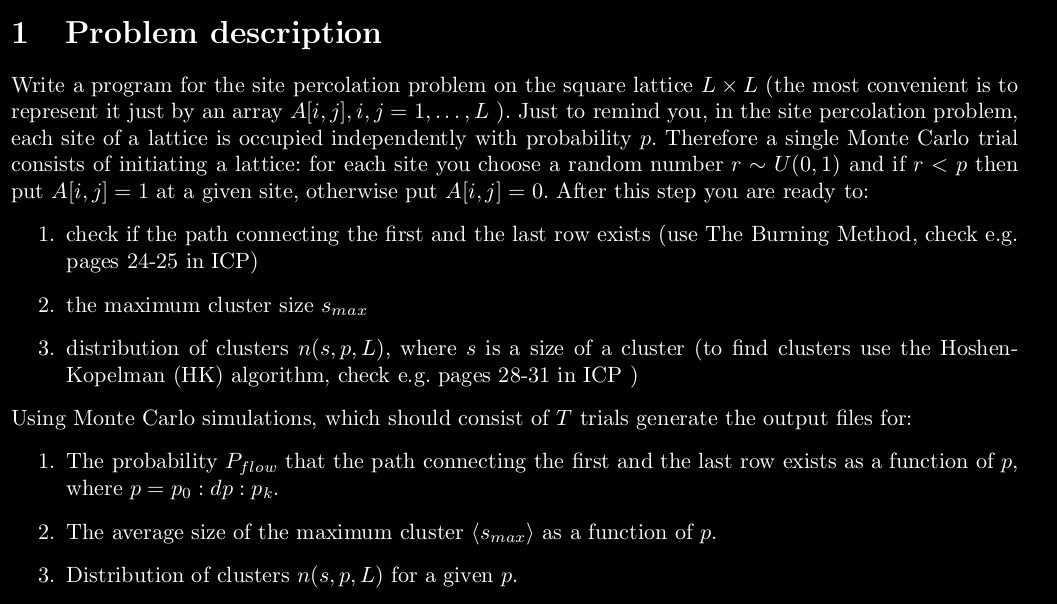 1 Problem description
Write a program for the site percolation problem on the square lattice L × L (the most convenient is to
represent it just by an array A[i, j], i, j = 1, . . . , L ). Just to remind you, in the site percolation problem,
each site of a lattice is occupied independently with probability p. Therefore a single Monte Carlo trial
consists of initiating a lattice: for each site you choose a random number r ∼ U(0, 1) and if r < p then
put A[i, j] = 1 at a given site, otherwise put A[i, j] = 0. After this step you are ready to:
1. check if the path connecting the first and the last row exists (use The Burning Method, check e.g.
pages 24-25 in ICP)
2. the maximum cluster size s_{max}
3. distribution of clusters n(s, p, L), where s is a size of a cluster (to find clusters use the Hoshen-
Kopelman (HK) algorithm, check e.g. pages 28-31 in ICP )
Using Monte Carlo simulations, which should consist of T trials generate the output files for:
1. The probability P_{flow} that the path connecting the first and the last row exists as a function of p,
where p = p_0 : dp : p_k.
2. The average size of the maximum cluster ⟨s_{max}⟩ as a function of p.
3. Distribution of clusters n(s, p, L) for a given p.